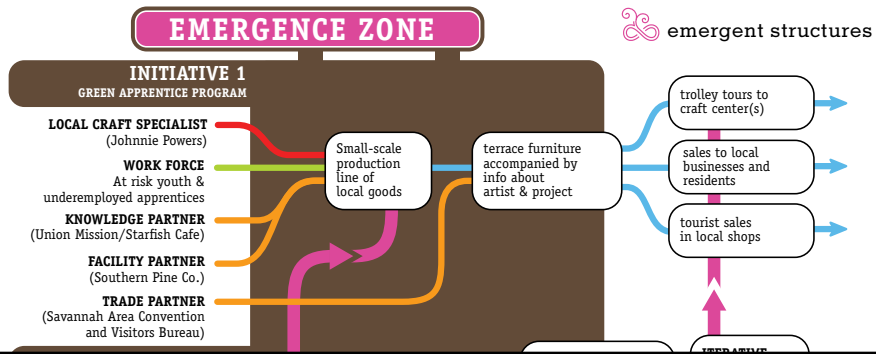 EMERGENCE ZONE
emergent structures
INITIATIVE 1
GREEN APPRENTICE PROGRAM
LOCAL CRAFT SPECIALIST
(Johnnie Powers)
WORK FORCE
At risk youth &
underemployed apprentices
KNOWLEDGE PARTNER
(Union Mission/Starfish Cafe)
FACILITY PARTNER
(Southern Pine Co.)
TRADE PARTNER
(Savannah Area Convention
and Visitors Bureau)
Small-scale
production
line of
local goods
terrace furniture
accompanied by
info about
artist & project
trolley tours to
craft center(s)
sales to local
businesses and
residents
tourist sales
in local shops
ITERATIVE